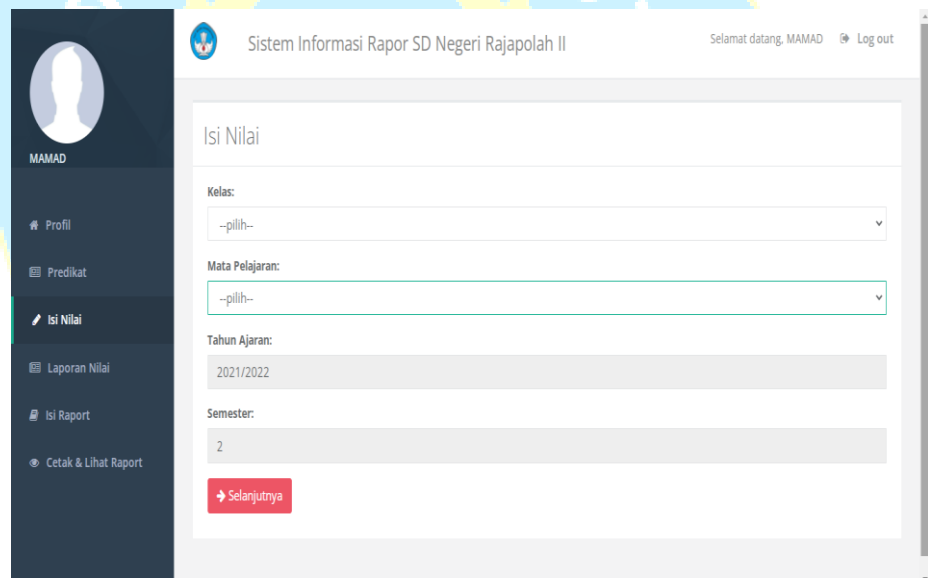 Sistem Informasi Rapor SD Negeri Rajapolah II
Selamat datang, MAMAD
Log out
MAMAD
Profil
Predikat
Isi Nilai
Laporan Nilai
Isi Raport
Cetak & Lihat Raport
Isi Nilai
Kelas:
--pilih--
Mata Pelajaran:
--pilih--
Tahun Ajaran:
2021/2022
Semester:
2
Selanjutnya